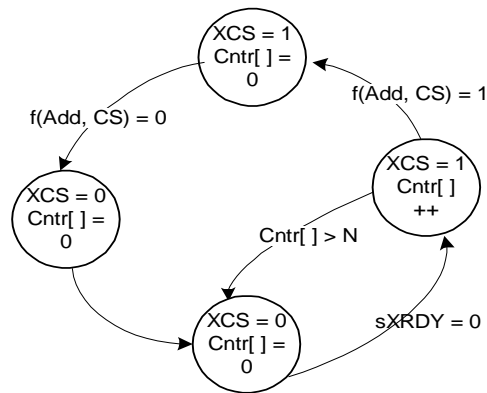 XCS = 1
Cntr[ ] =
0
f(Add, CS) = 1
f(Add, CS) = 0
XCS = 1
Cntr[ ]
++
XCS = 0
Cntr[ ] =
0
Cntr[ ] > N
XCS = 0
Cntr[ ] =
0
sXRDY = 0